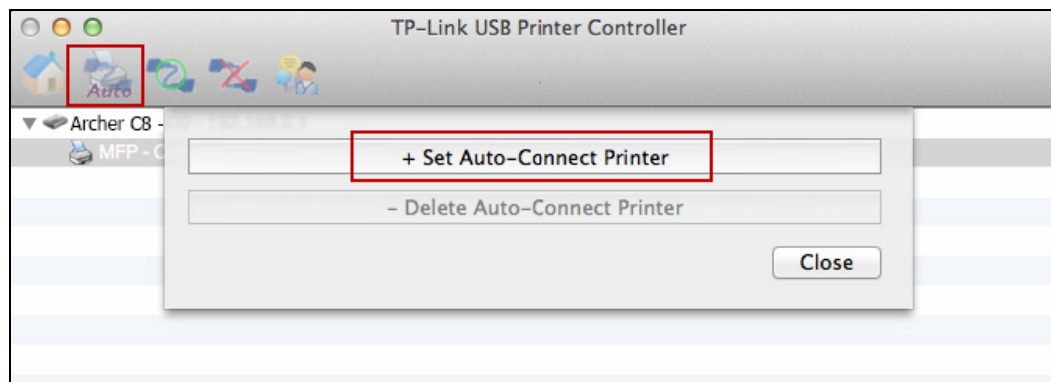 TP-Link USB Printer Controller
Auto
Archer C8 -
MFP - C
+ Set Auto-Connect Printer
- Delete Auto-Connect Printer
Close